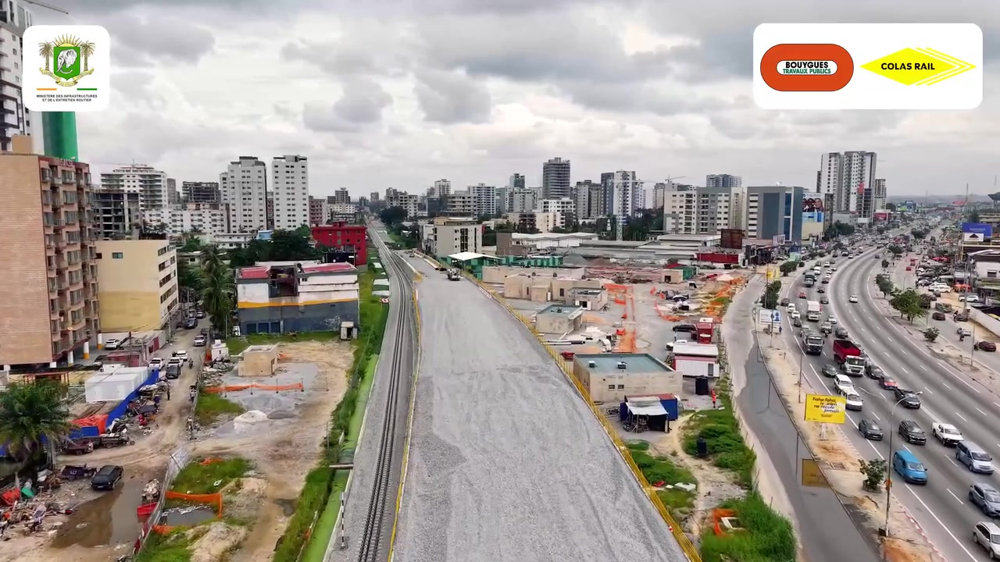 MINISTERE DES INFRASTRUCTURES
ET DE L'ENTRETIEN ROUTIER
BOUYGUES
TRAVAUX PUBLICS
COLAS RAIL